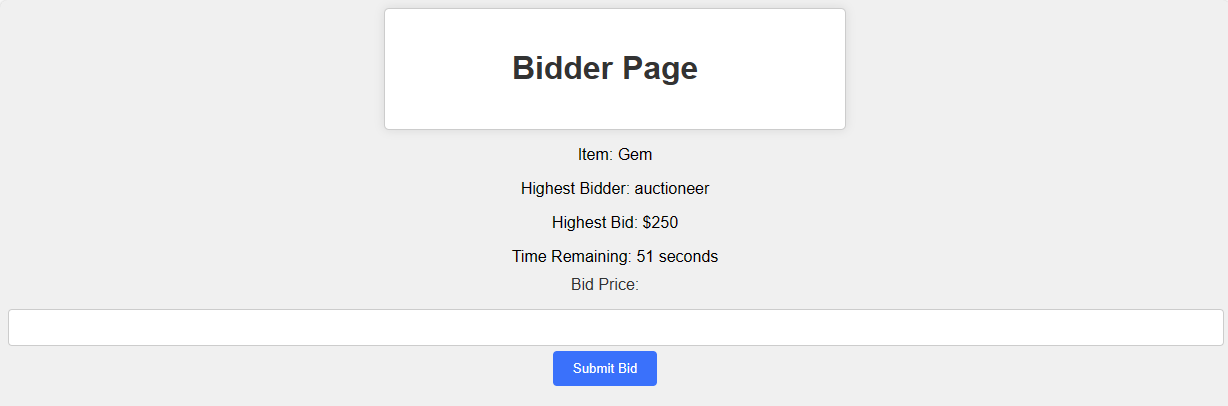 Bidder Page
Item: Gem
Highest Bidder: auctioneer
Highest Bid: $250
Time Remaining: 51 seconds
Bid Price:
Submit Bid